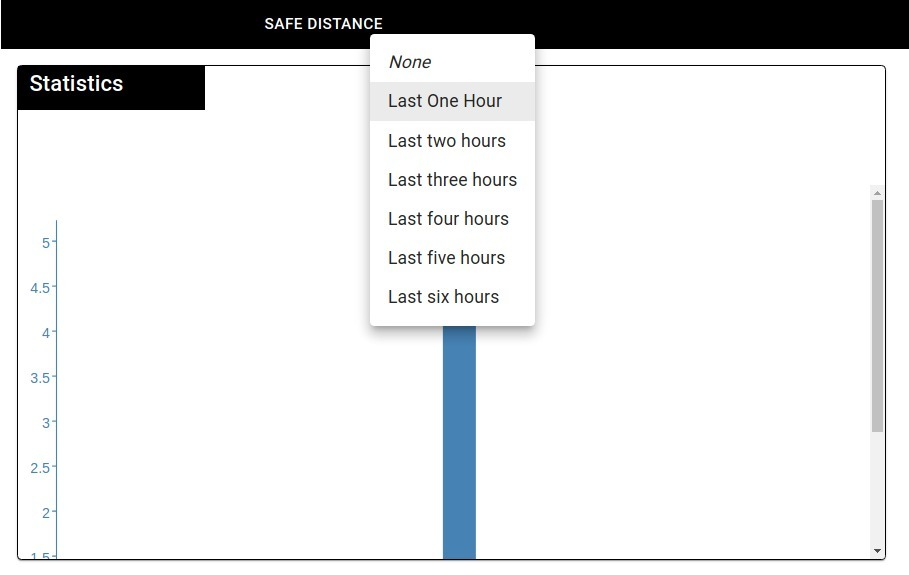 SAFE DISTANCE
None
Statistics
Last One Hour
Last two hours
Last three hours
Last four hours
Last five hours
Last six hours
5
4.5
4
3.5
3
2.5
2
1.5